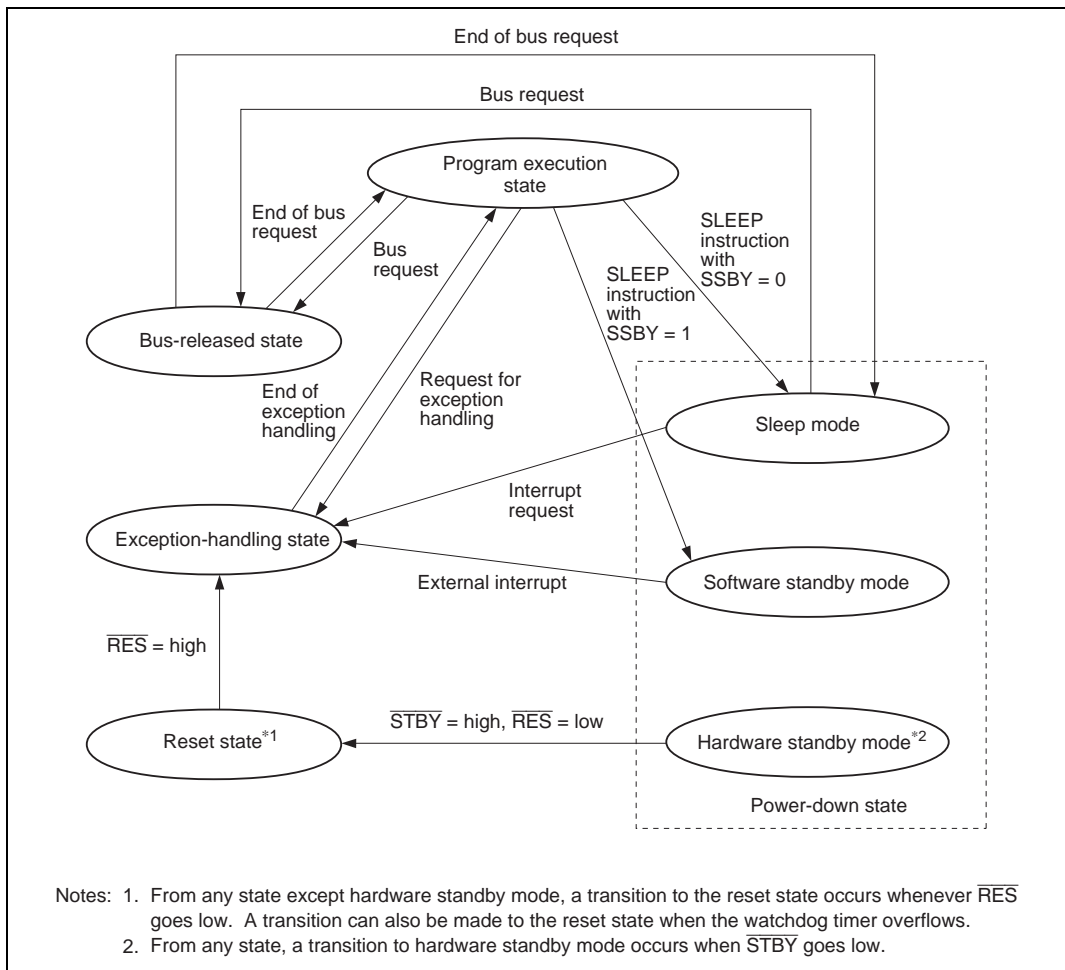 End of bus request
Bus request
Program execution
state
End of bus
request
Bus
request
SLEEP
instruction
with
SSBY = 0
SLEEP
instruction
with
SSBY = 1
Bus-released state
End of
exception
handling
Request for
exception
handling
Sleep mode
Interrupt
request
Exception-handling state
External interrupt
Software standby mode
R̅E̅S̅ = high
S̅T̅B̅Y̅ = high, R̅E̅S̅ = low
Reset state*1
Hardware standby mode*2
Power-down state
Notes: 1. From any state except hardware standby mode, a transition to the reset state occurs whenever R̅E̅S̅
goes low. A transition can also be made to the reset state when the watchdog timer overflows.
2. From any state, a transition to hardware standby mode occurs when S̅T̅B̅Y̅ goes low.